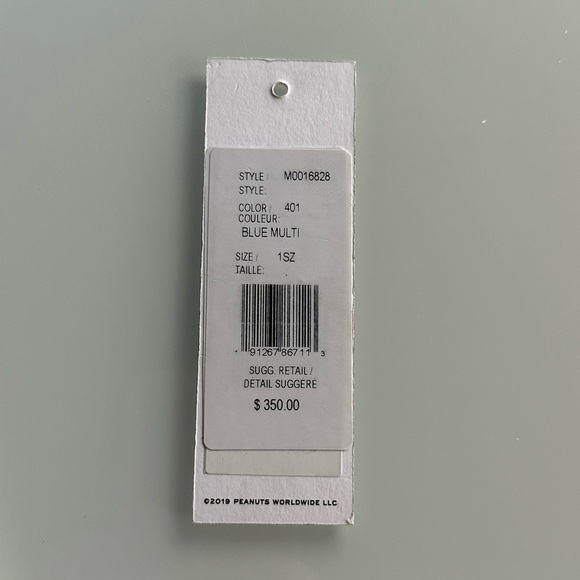 STYLE / M0016828
STYLE:
COLOR / 401
COULEUR:
BLUE MULTI
SIZE / 1SZ
TAILLE:
1 91267 86711 3
SUGG. RETAIL /
DETAIL SUGGERE
$ 350.00
©2019 PEANUTS WORLDWIDE LLC